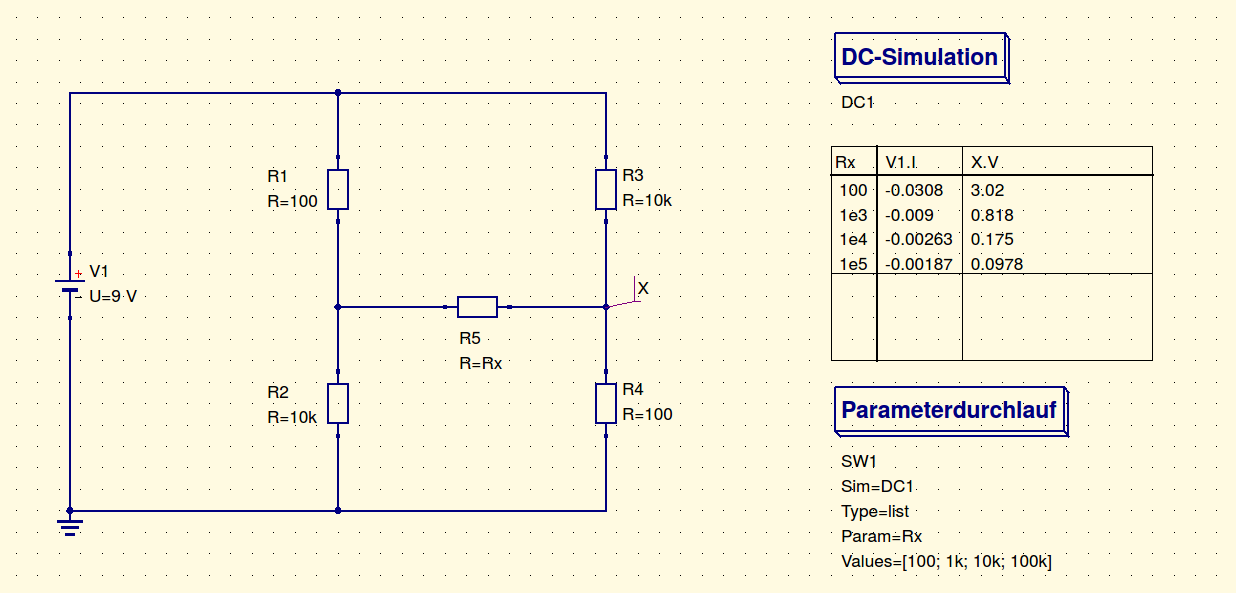 R1
R=100
R3
R=10k
+ V1
- U=9 V
X
R5
R=Rx
R2
R=10k
R4
R=100
DC-Simulation
DC1
Rx V1.I X.V
100 -0.0308 3.02
1e3 -0.009 0.818
1e4 -0.00263 0.175
1e5 -0.00187 0.0978
Parameterdurchlauf
SW1
Sim=DC1
Type=list
Param=Rx
Values=[100; 1k; 10k; 100k]